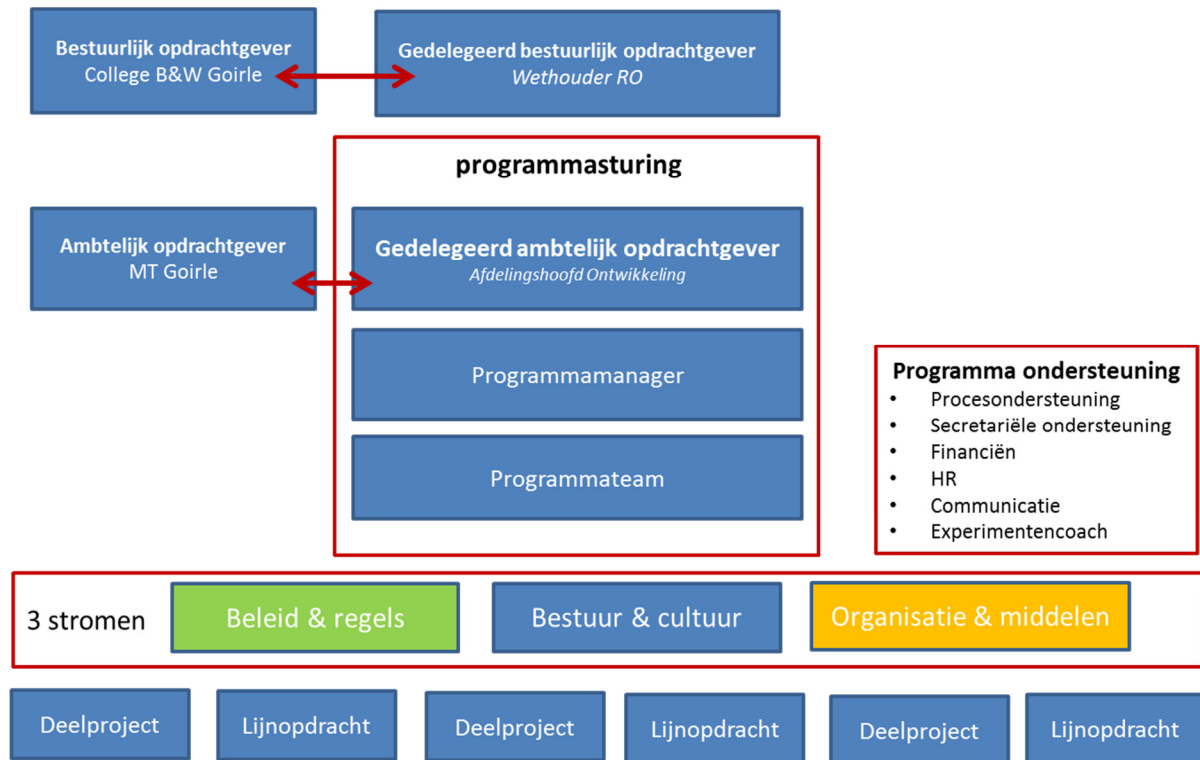 Bestuurlijk opdrachtgever
College B&W Goirle
Gedelegeerd bestuurlijk opdrachtgever
Wethouder RO
programmasturing
Ambtelijk opdrachtgever
MT Goirle
Gedelegeerd ambtelijk opdrachtgever
Afdelingshoofd Ontwikkeling
Programmamanager
Programmateam
Programma ondersteuning
• Procesondersteuning
• Secretariële ondersteuning
• Financiën
• HR
• Communicatie
• Experimentencoach
3 stromen
Beleid & regels
Bestuur & cultuur
Organisatie & middelen
Deelproject
Lijnopdracht
Deelproject
Lijnopdracht
Deelproject
Lijnopdracht